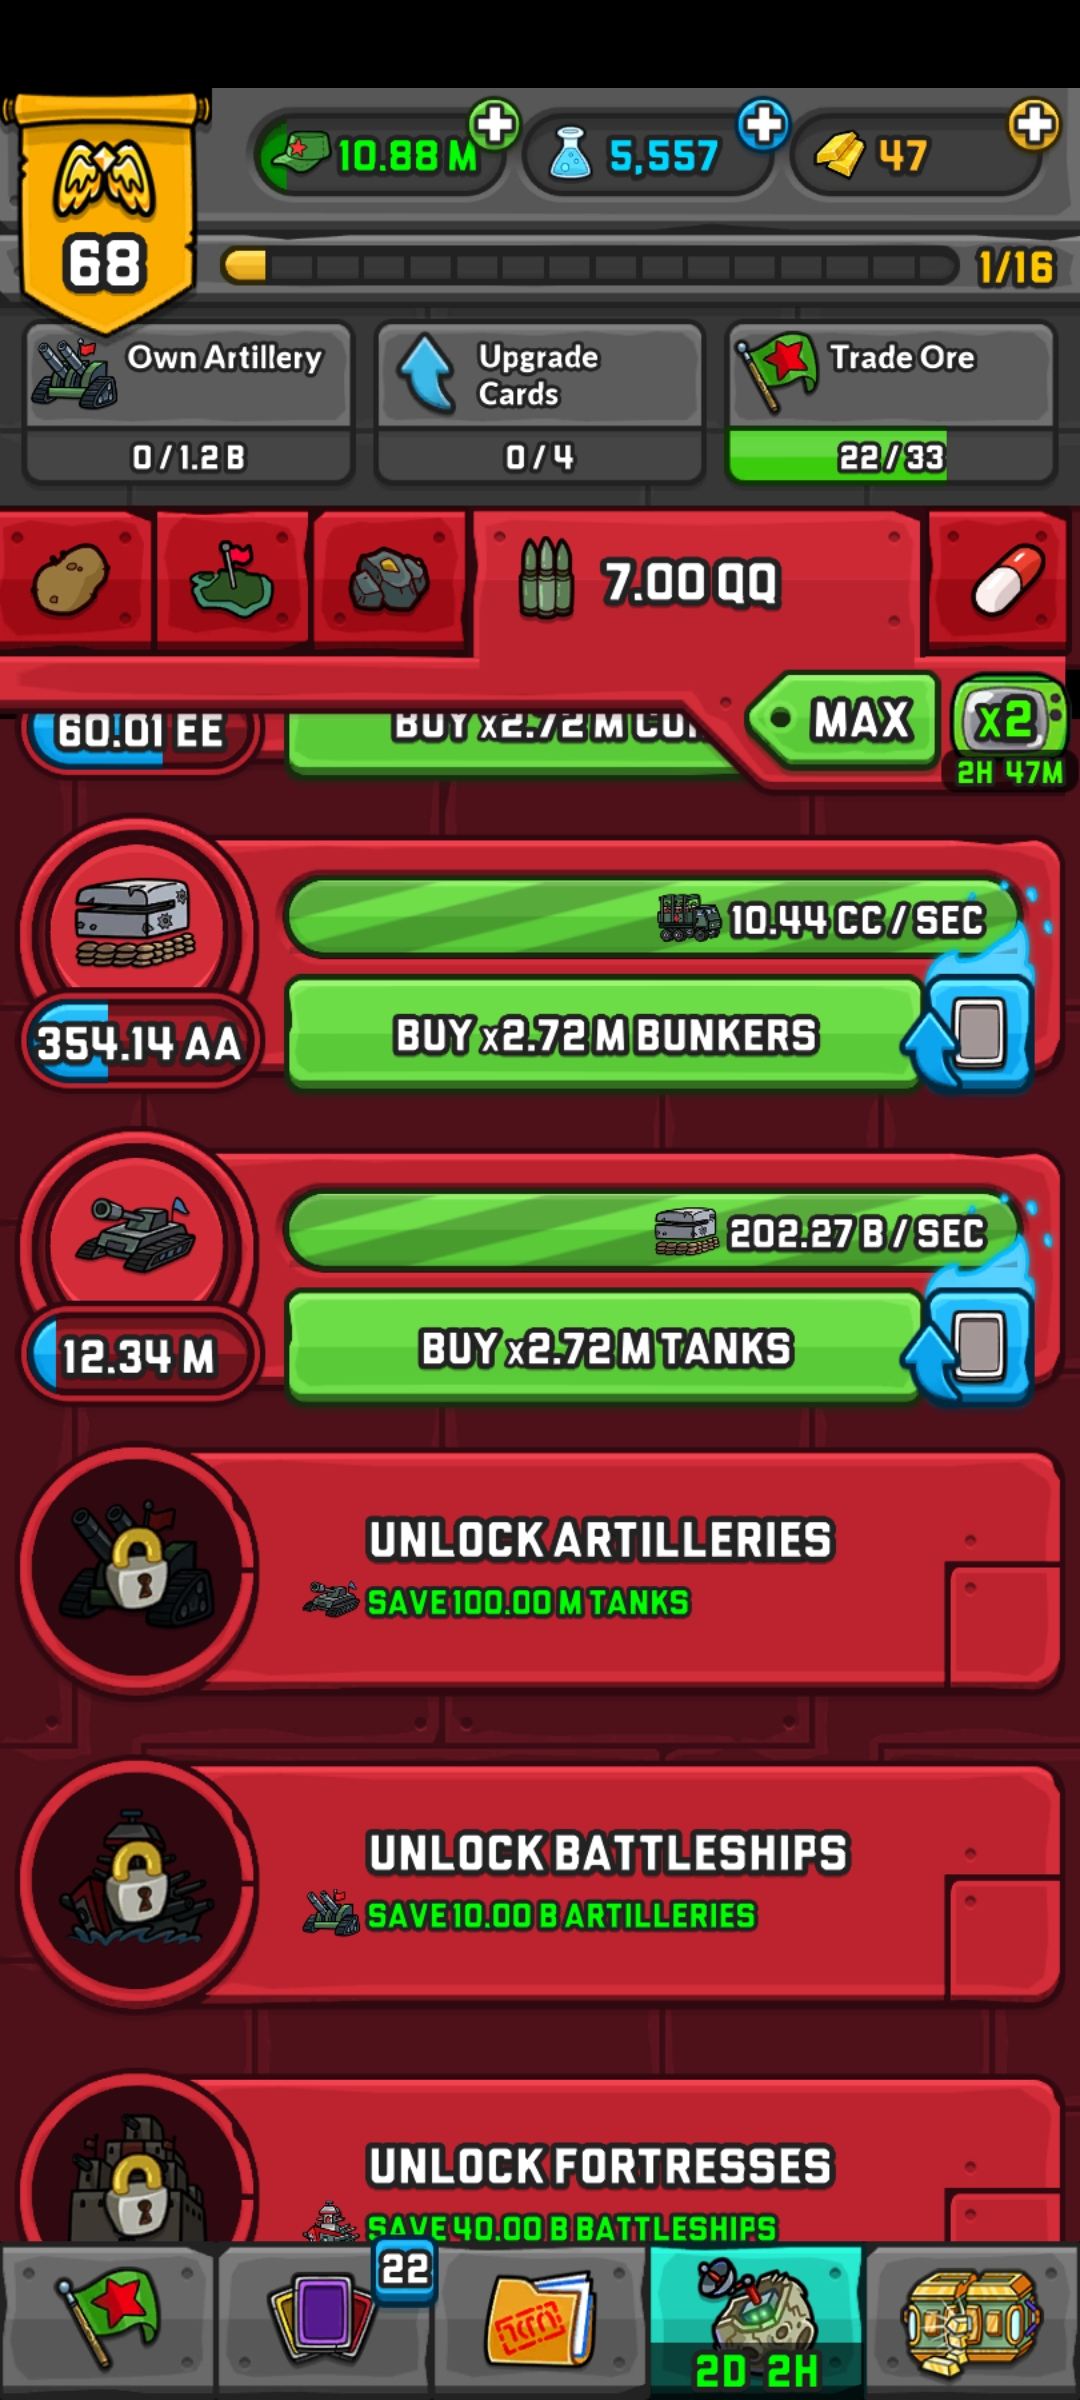 68
10.88 M
5,557
47
1/16
Own Artillery
0 / 1.2 B
Upgrade
Cards
0 / 4
Trade Ore
22 / 33
7.00 QQ
MAX
x2
2H 47M
60.01 EE
BUY x2.72 M
10.44 CC / SEC
354.14 AA
BUY x2.72 M BUNKERS
202.27 B / SEC
12.34 M
BUY x2.72 M TANKS
UNLOCK ARTILLERIES
SAVE 100.00 M TANKS
UNLOCK BATTLESHIPS
SAVE 10.00 B ARTILLERIES
UNLOCK FORTRESSES
SAVE 40.00 B BATTLESHIPS
22
2D 2H